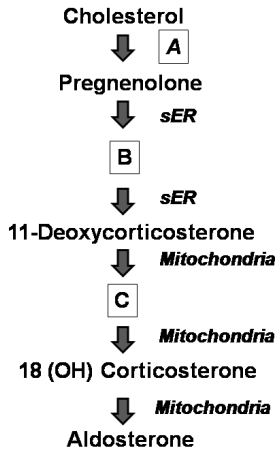 Cholesterol
A
Pregnenolone
sER
B
sER
11-Deoxycorticosterone
Mitochondria
C
Mitochondria
18 (OH) Corticosterone
Mitochondria
Aldosterone